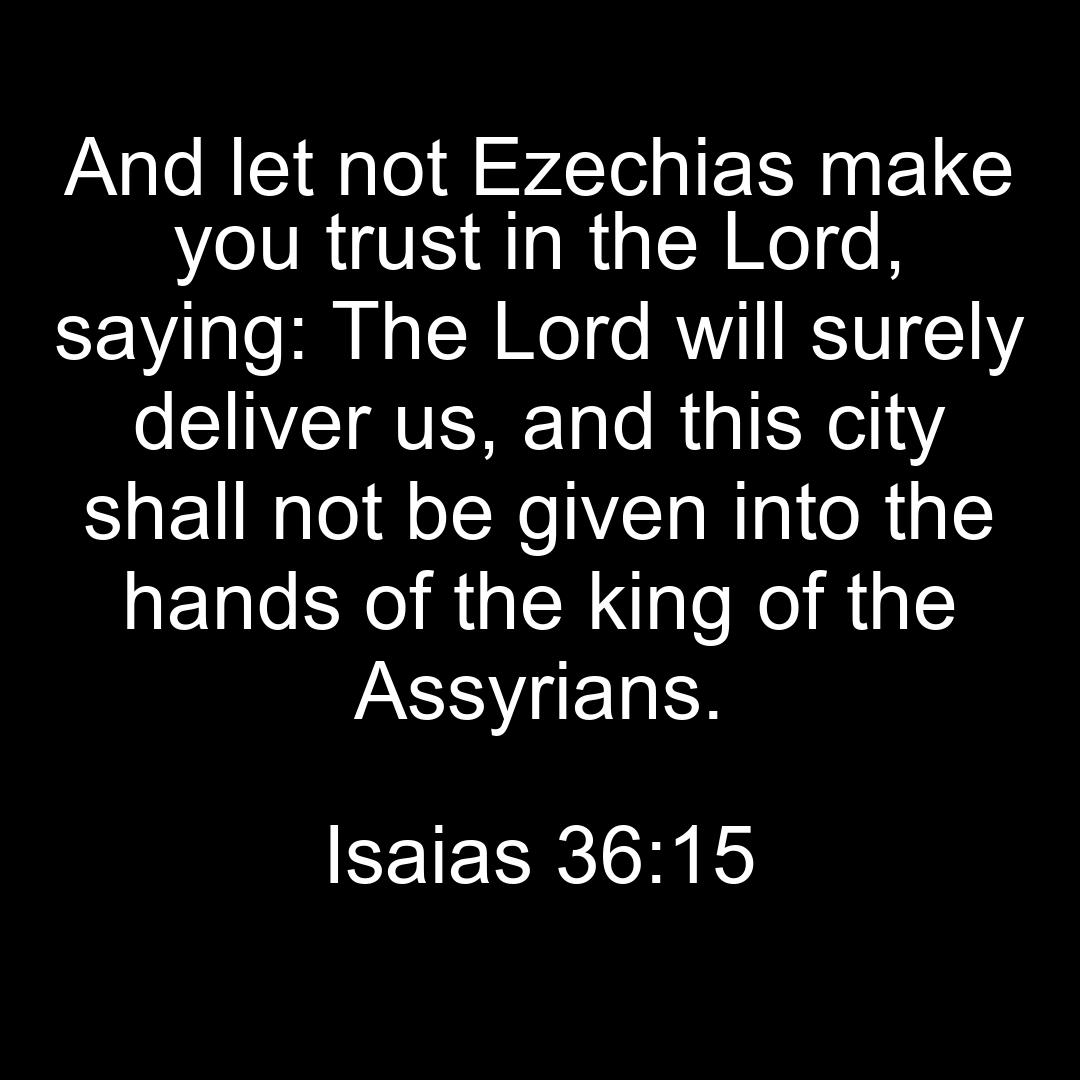 And let not Ezechias make
you trust in the Lord,
saying: The Lord will surely
deliver us, and this city
shall not be given into the
hands of the king of the
Assyrians.
Isaias 36:15